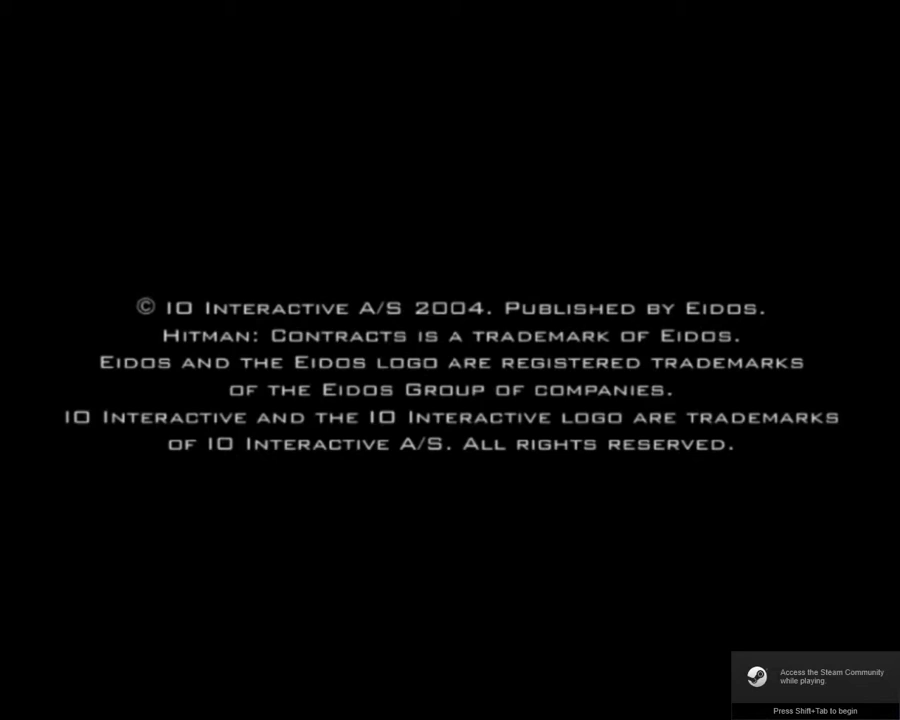 © IO Interactive A/S 2004. Published by Eidos.
Hitman: Contracts is a trademark of Eidos.
Eidos and the Eidos logo are registered trademarks
of the Eidos Group of companies.
IO Interactive and the IO Interactive logo are trademarks
of IO Interactive A/S. All rights reserved.
Access the Steam Community
while playing.
Press Shift+Tab to begin